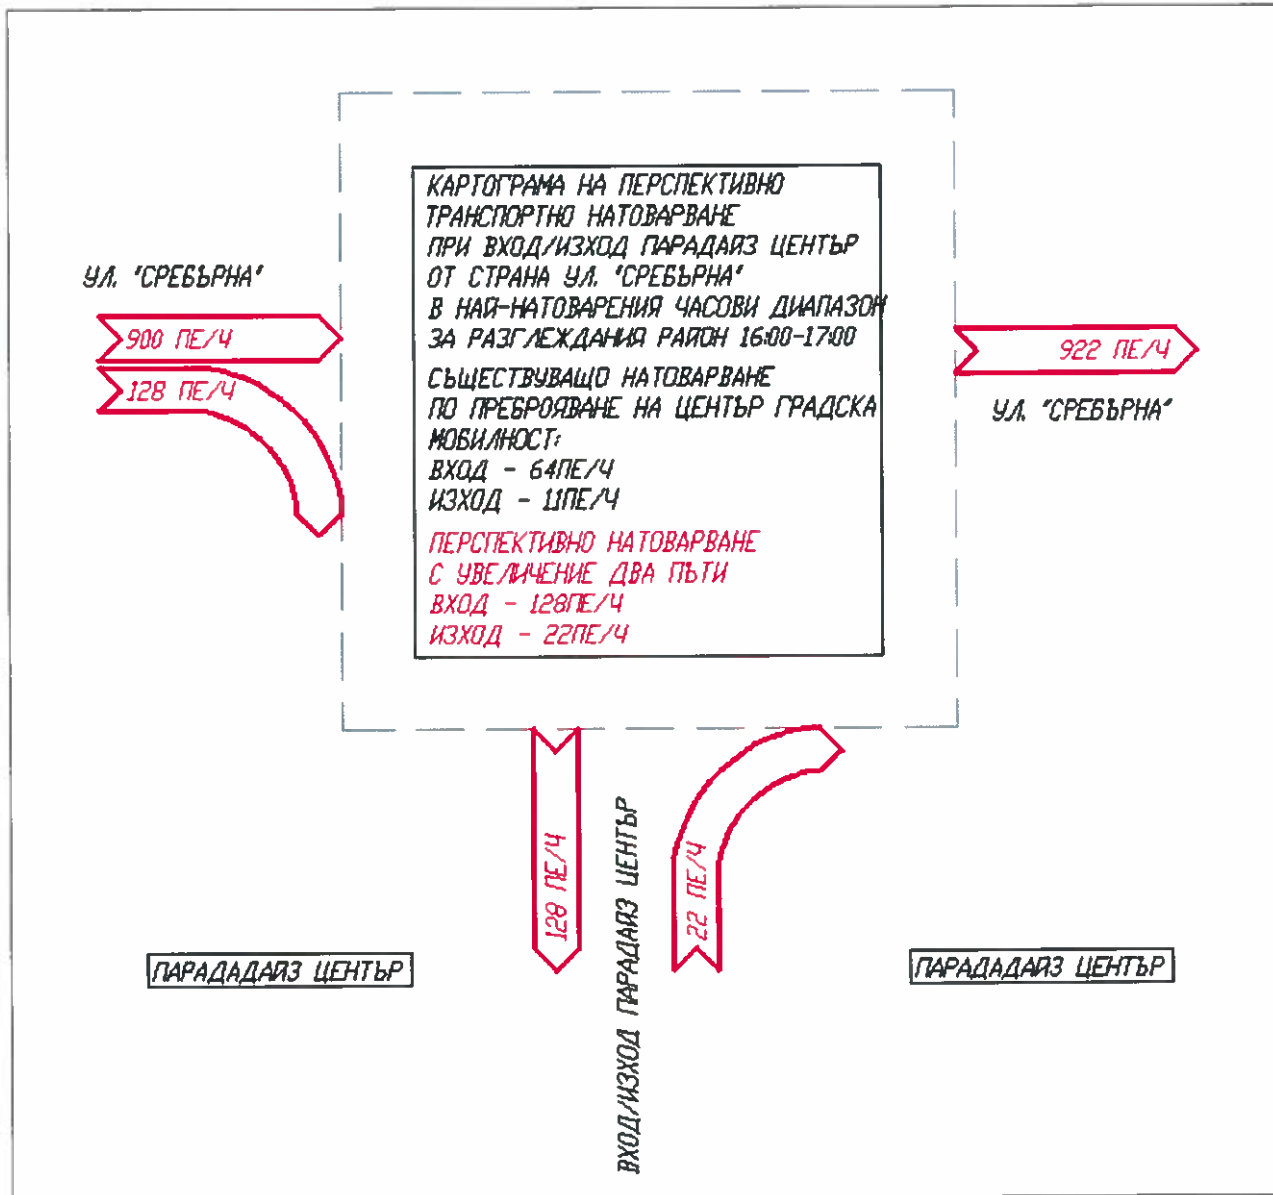 КАРТОГРАМА НА ПЕРСПЕКТИВНО
ТРАНСПОРТНО НАТОВАРВАНЕ
ПРИ ВХОД/ИЗХОД ПАРАДАЙЗ ЦЕНТЪР
ОТ СТРАНА УЛ. "СРЕБЪРНА"
В НАЙ-НАТОВАРЕНИЯ ЧАСОВИ ДИАПАЗОН
ЗА РАЗГЛЕЖДАНИЯ РАЙОН 16:00-17:00
СЪЩЕСТВУВАЩО НАТОВАРВАНЕ
ПО ПРЕБРОЯВАНЕ НА ЦЕНТЪР ГРАДСКА
МОБИЛНОСТ:
ВХОД - 64ПЕ/Ч
ИЗХОД - 11ПЕ/Ч
ПЕРСПЕКТИВНО НАТОВАРВАНЕ
С УВЕЛИЧЕНИЕ ДВА ПЪТИ
ВХОД - 128ПЕ/Ч
ИЗХОД - 22ПЕ/Ч
УЛ. "СРЕБЪРНА"
900 ПЕ/Ч
128 ПЕ/Ч
922 ПЕ/Ч
УЛ. "СРЕБЪРНА"
128 ПЕ/Ч
ВХОД/ИЗХОД ПАРАДАЙЗ ЦЕНТЪР
22 ПЕ/Ч
ПАРАДАДАЙЗ ЦЕНТЪР
ПАРАДАДАЙЗ ЦЕНТЪР